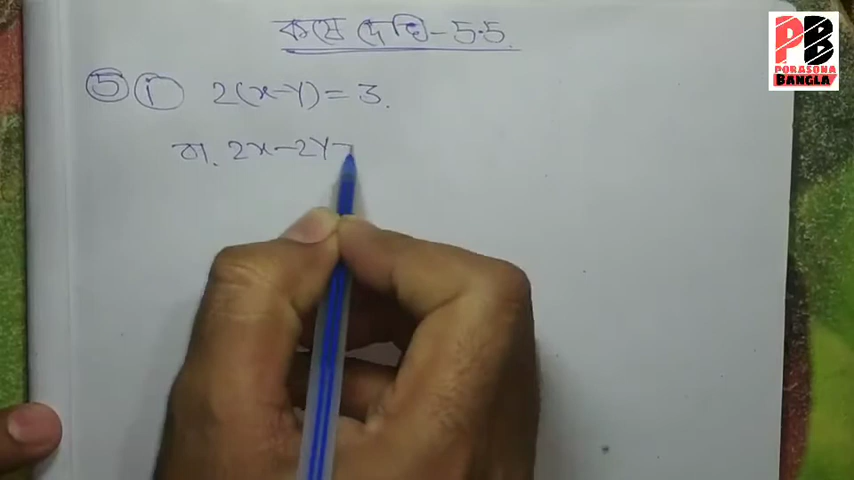 কষে দেখি-5.5
PB
PORASONA
BANGLA
5 i 2(x-y)=3.
বা. 2x-2y=